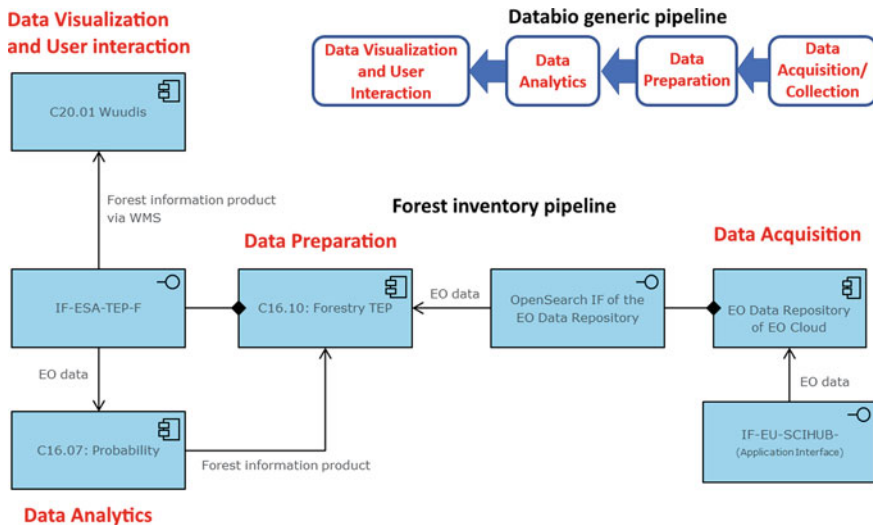 Data Visualization
and User interaction
Databio generic pipeline
Data Visualization
and User
Interaction
Data
Analytics
Data
Preparation
Data
Acquisition/
Collection
C20.01 Wuudis
Forest information product
via WMS
Forest inventory pipeline
Data Preparation
Data Acquisition
IF-ESA-TEP-F
C16.10: Forestry TEP
EO data
OpenSearch IF of the
EO Data Repository
EO Data Repository
of EO Cloud
EO data
EO data
C16.07: Probability
Forest information product
IF-EU-SCIHUB-
(Application Interface)
Data Analytics